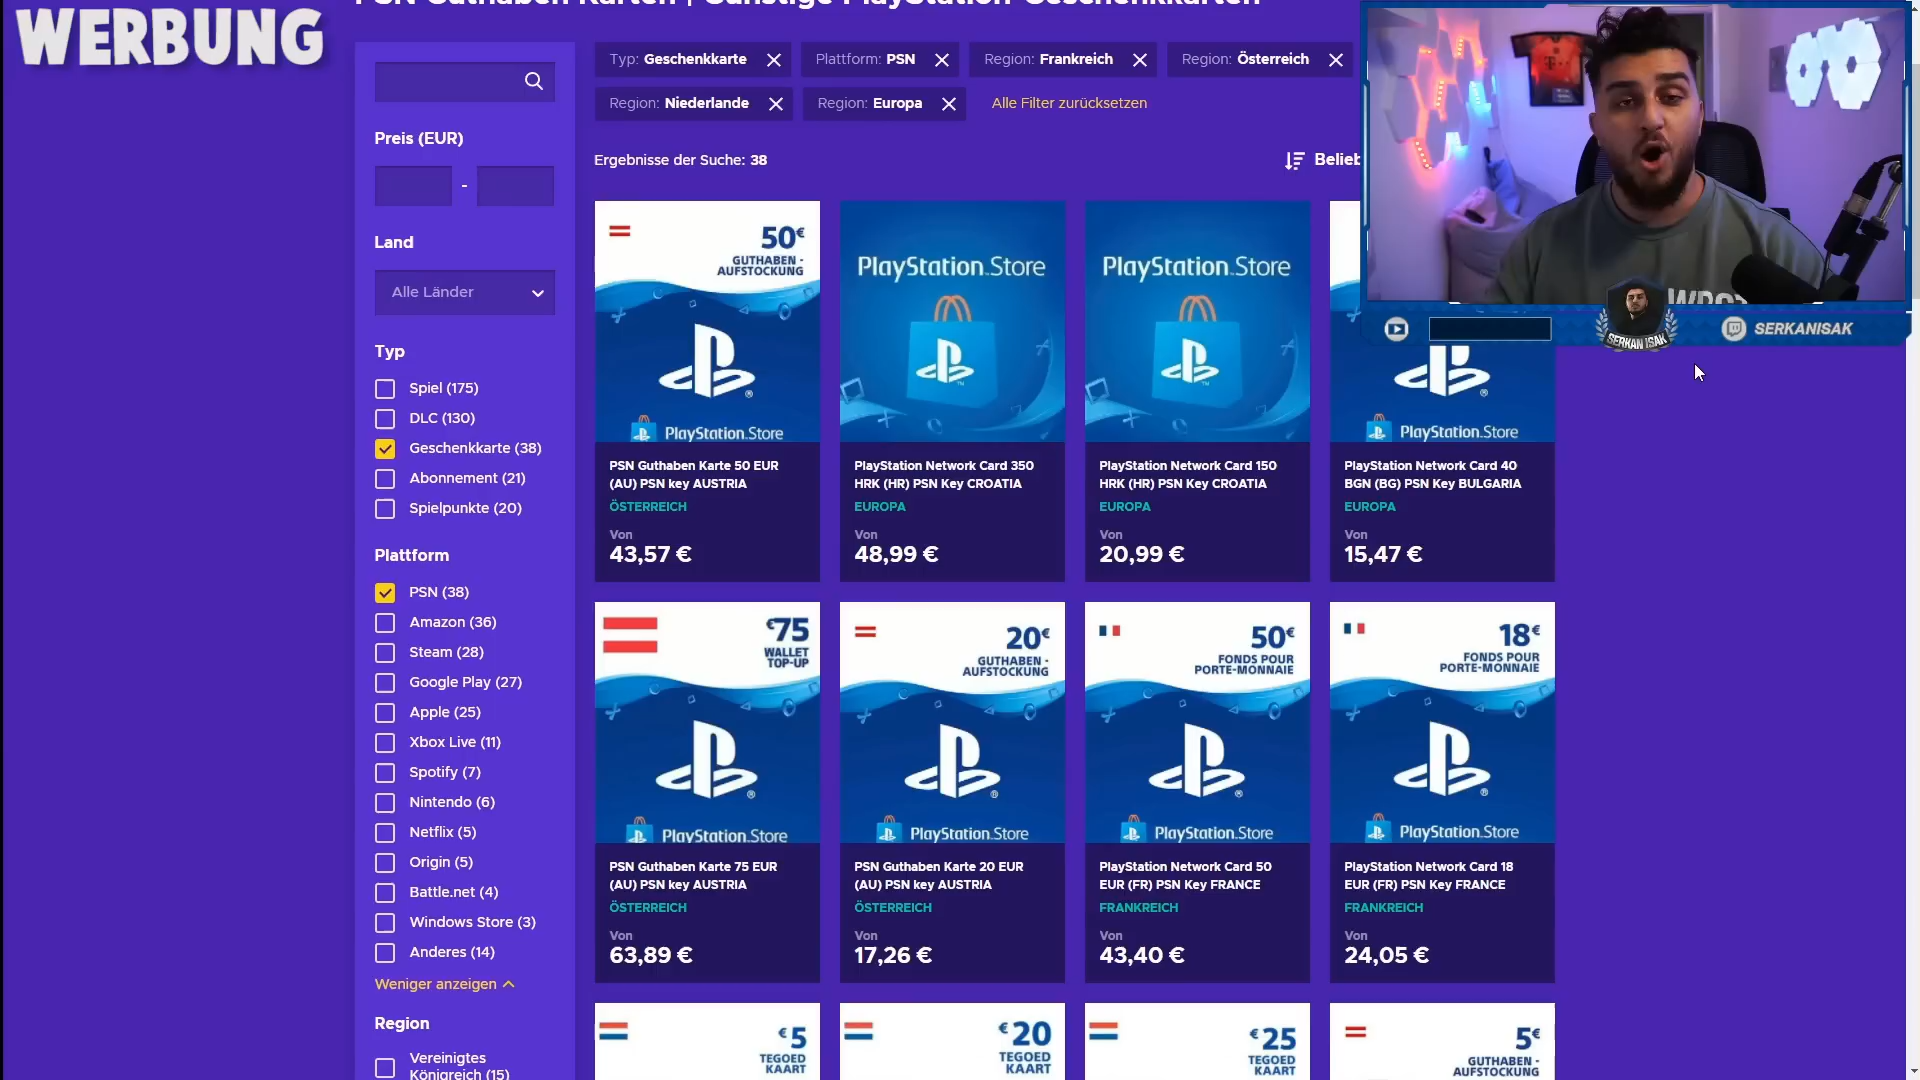 WERBUNG
PSN Guthaben Karten | Günstige PlayStation Geschenkkarten
Typ: Geschenkkarte
Plattform: PSN
Region: Frankreich
Region: Österreich
Region: Niederlande
Region: Europa
Alle Filter zurücksetzen
Ergebnisse der Suche: 38
Belieb
Preis (EUR)
-
Land
Alle Länder
Typ
Spiel (175)
DLC (130)
Geschenkkarte (38)
Abonnement (21)
Spielpunkte (20)
Plattform
PSN (38)
Amazon (36)
Steam (28)
Google Play (27)
Apple (25)
Xbox Live (11)
Spotify (7)
Nintendo (6)
Netflix (5)
Origin (5)
Battle.net (4)
Windows Store (3)
Anderes (14)
Weniger anzeigen
Region
Vereinigtes
Königreich (15)
50€
GUTHABEN -
AUFSTOCKUNG
PlayStation.Store
PSN Guthaben Karte 50 EUR
(AU) PSN key AUSTRIA
ÖSTERREICH
Von
43,57 €
PlayStation.Store
PlayStation Network Card 350
HRK (HR) PSN Key CROATIA
EUROPA
Von
48,99 €
PlayStation.Store
PlayStation Network Card 150
HRK (HR) PSN Key CROATIA
EUROPA
Von
20,99 €
PlayStation.Store
PlayStation Network Card 40
BGN (BG) PSN Key BULGARIA
EUROPA
Von
15,47 €
SERKAN ISAK
SERKANISAK
€75
WALLET
TOP-UP
PlayStation.Store
PSN Guthaben Karte 75 EUR
(AU) PSN key AUSTRIA
ÖSTERREICH
Von
63,89 €
20€
GUTHABEN -
AUFSTOCKUNG
PlayStation.Store
PSN Guthaben Karte 20 EUR
(AU) PSN key AUSTRIA
ÖSTERREICH
Von
17,26 €
50€
FONDS POUR
PORTE-MONNAIE
PlayStation.Store
PlayStation Network Card 50
EUR (FR) PSN Key FRANCE
FRANKREICH
Von
43,40 €
18€
FONDS POUR
PORTE-MONNAIE
PlayStation.Store
PlayStation Network Card 18
EUR (FR) PSN Key FRANCE
FRANKREICH
Von
24,05 €
€5
TEGOED
KAART
€20
TEGOED
KAART
€25
TEGOED
KAART
5€
GUTHABEN -
AUFSTOCKUNG